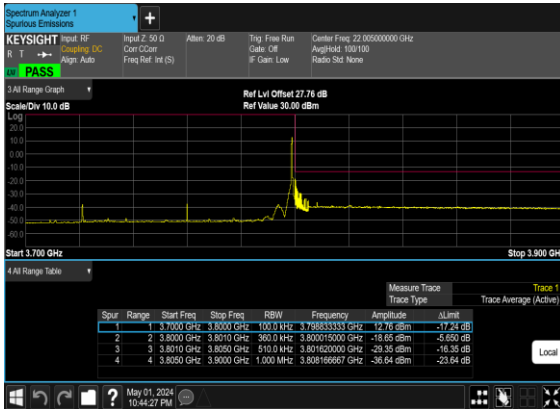 Spectrum Analyzer 1
Spurious Emissions
+
KEYSIGHT Input: RF Input Z: 50 Ω Atten: 20 dB Trig: Free Run Center Freq: 22.005000000 GHz
R T Coupling: DC Corr CCorr Gate: Off Avg|Hold: 100/100
Align: Auto Freq Ref: Int (S) IF Gain: Low Radio Std: None
PASS
3 All Range Graph Ref Lvl Offset 27.76 dB
Scale/Div 10.0 dB Ref Value 30.00 dBm
Log
20.0
10.0
0.00
-10.0
-20.0
-30.0
-40.0
-50.0
-60.0
Start 3.700 GHz Stop 3.900 GH
4 All Range Table
Measure Trace Trace 1
Trace Type Trace Average (Active)
Spur Range Start Freq Stop Freq RBW Frequency Amplitude ΔLimit
1 1 3.7000 GHz 3.8000 GHz 100.0 kHz 3.798833333 GHz 12.76 dBm -17.24 dB
2 2 3.8000 GHz 3.8010 GHz 360.0 kHz 3.800015000 GHz -18.65 dBm -5.650 dB
3 3 3.8010 GHz 3.8050 GHz 510.0 kHz 3.801620000 GHz -29.35 dBm -16.35 dB
4 4 3.8050 GHz 3.9000 GHz 1.000 MHz 3.808166667 GHz -36.64 dBm -23.64 dB
Local
? May 01, 2024
10:44:27 PM